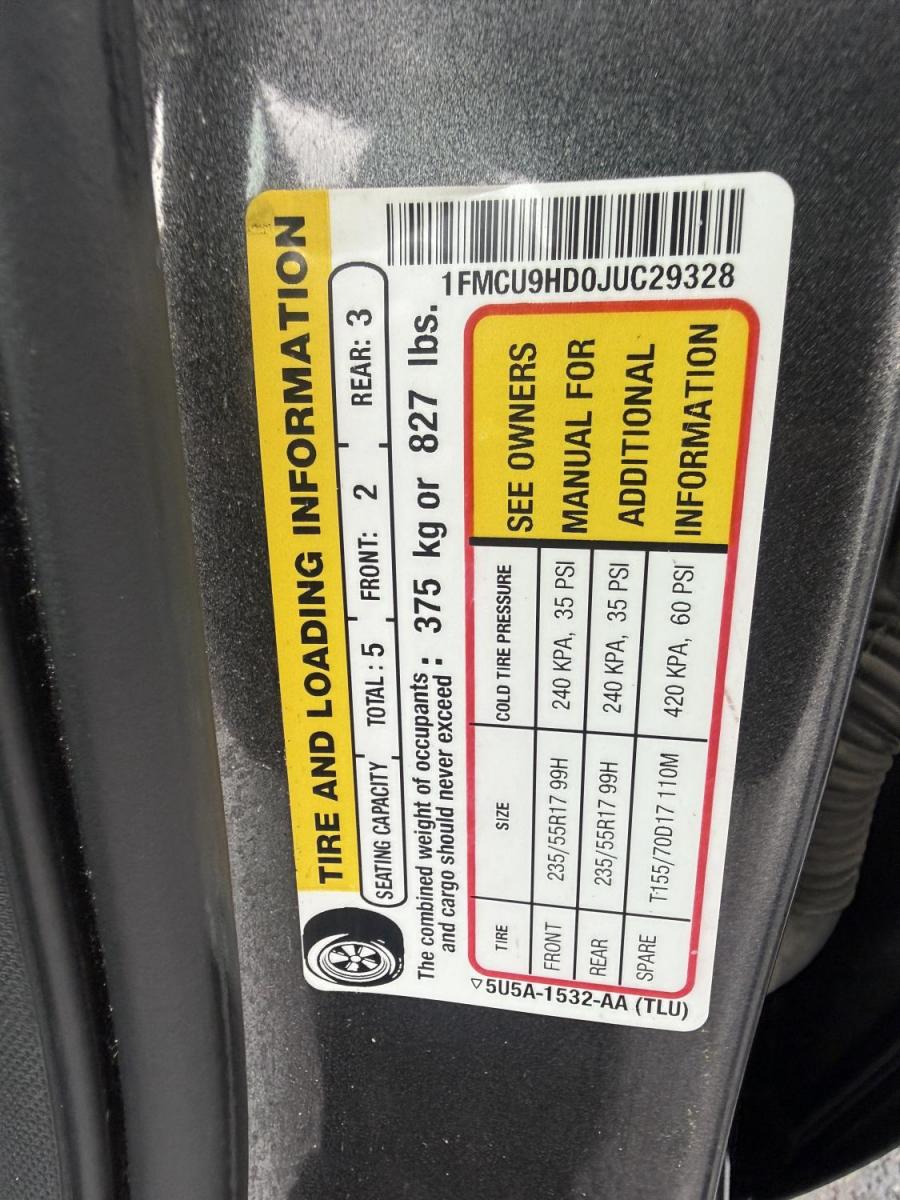 TIRE AND LOADING INFORMATION
SEATING CAPACITY TOTAL : 5 FRONT: 2 REAR: 3
The combined weight of occupants and cargo should never exceed : 375 kg or 827 lbs.
1FMCU9HD0JUC29328
TIRE SIZE COLD TIRE PRESSURE
FRONT 235/55R17 99H 240 KPA, 35 PSI
REAR 235/55R17 99H 240 KPA, 35 PSI
SPARE T155/70D17 110M 420 KPA, 60 PSI
SEE OWNERS
MANUAL FOR
ADDITIONAL
INFORMATION
▽5U5A-1532-AA (TLU)